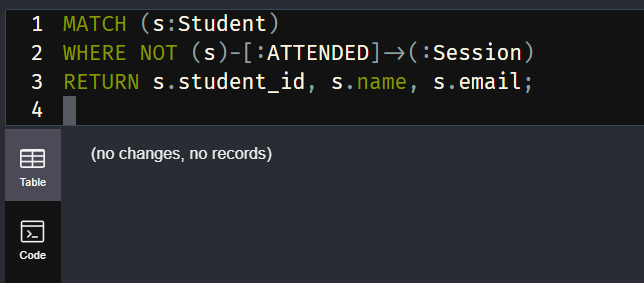 1 MATCH (s:Student)
2 WHERE NOT (s)-[:ATTENDED]->(:Session)
3 RETURN s.student_id, s.name, s.email;
4
(no changes, no records)
Table
Code